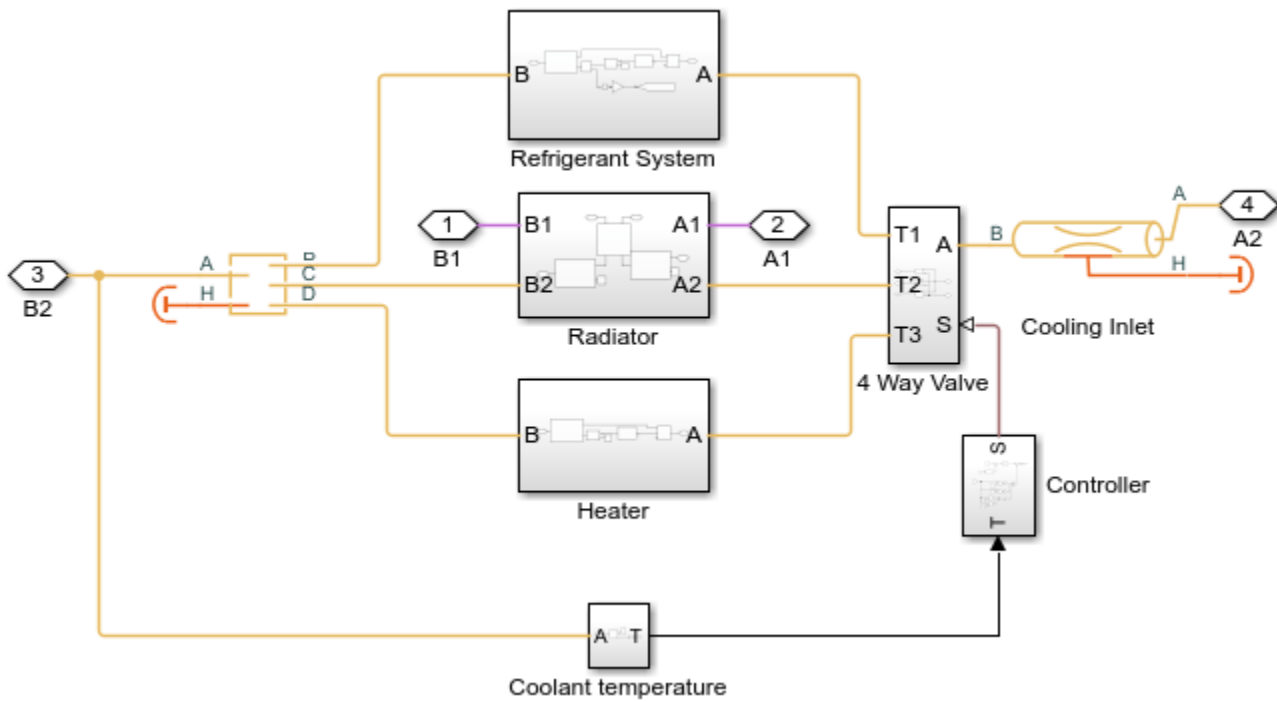 B
A
Refrigerant System
1
B1
B1
A1
B2
A2
Radiator
2
A1
3
B2
A
H
B
C
D
T1
A
T2
S
T3
4 Way Valve
B
A
H
4
A2
Cooling Inlet
B
A
Heater
S
T
Controller
A
T
Coolant temperature